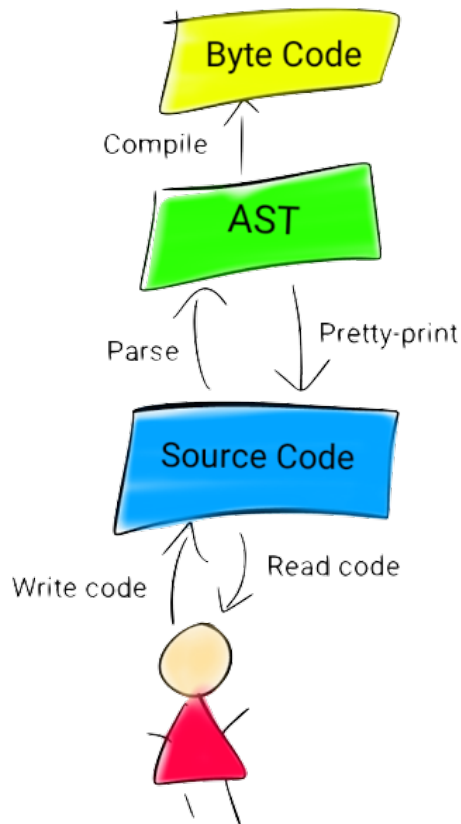 Byte Code
Compile
AST
Parse
Pretty-print
Source Code
Write code
Read code